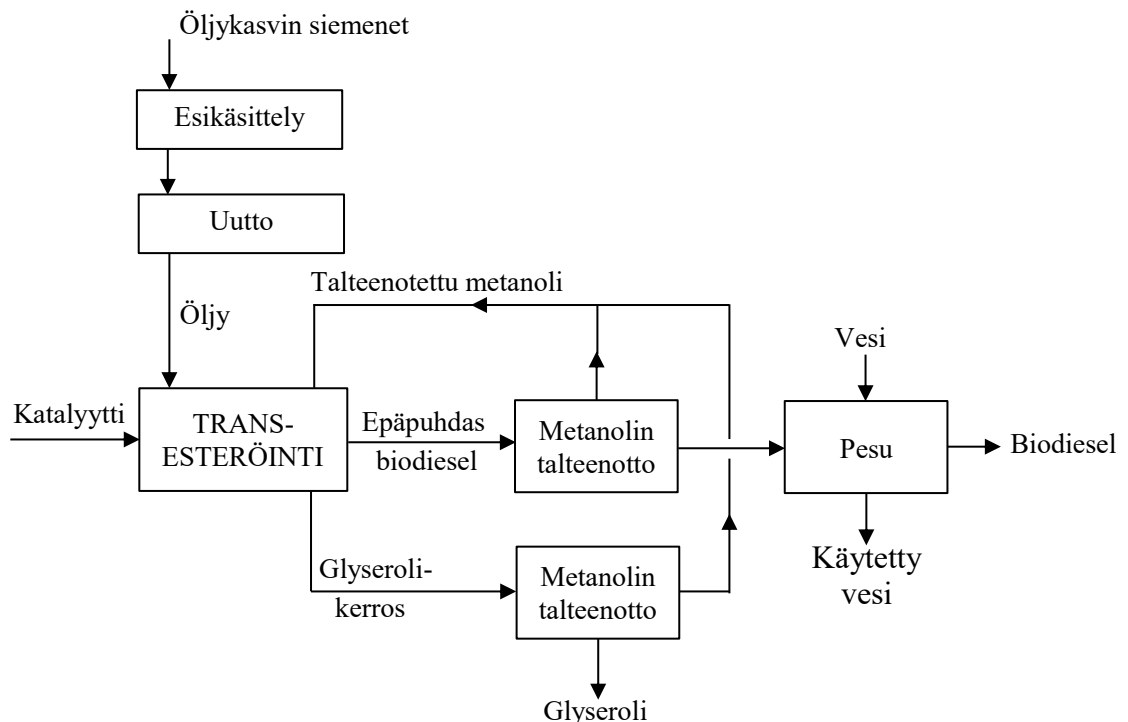 Öljykasvin siemenet
Esikäsittely
Uutto
Talteenotettu metanoli
Öljy
Vesi
Katalyytti
TRANS-
ESTERÖINTI
Epäpuhdas
biodiesel
Metanolin
talteenotto
Pesu
Biodiesel
Glyseroli-
kerros
Metanolin
talteenotto
Käytetty
vesi
Glyseroli